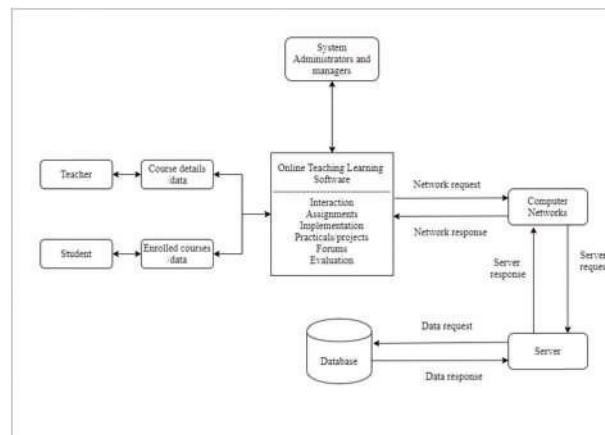 System
Administrators and
managers
Teacher
Course details
/data
Student
Enrolled courses
/data
Online Teaching Learning
Software
Interaction
Assignments
Implementation
Practicals/projects
Forums
Evaluation
Network request
Network response
Computer
Networks
Server
response
Server
reques
Server
Data request
Data response
Database